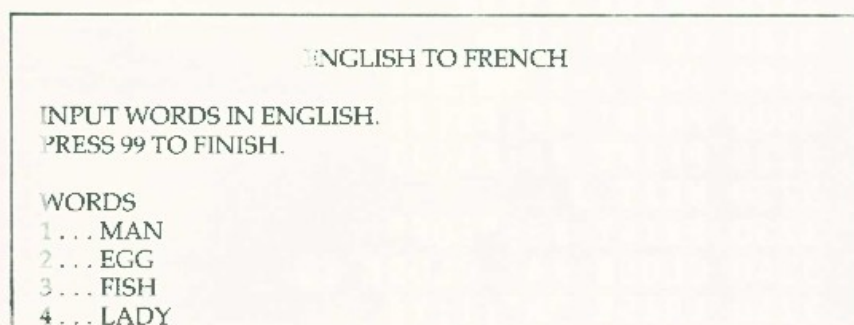 ENGLISH TO FRENCH
INPUT WORDS IN ENGLISH.
PRESS 99 TO FINISH.
WORDS
1 . . . MAN
2 . . . EGG
3 . . . FISH
4 . . . LADY